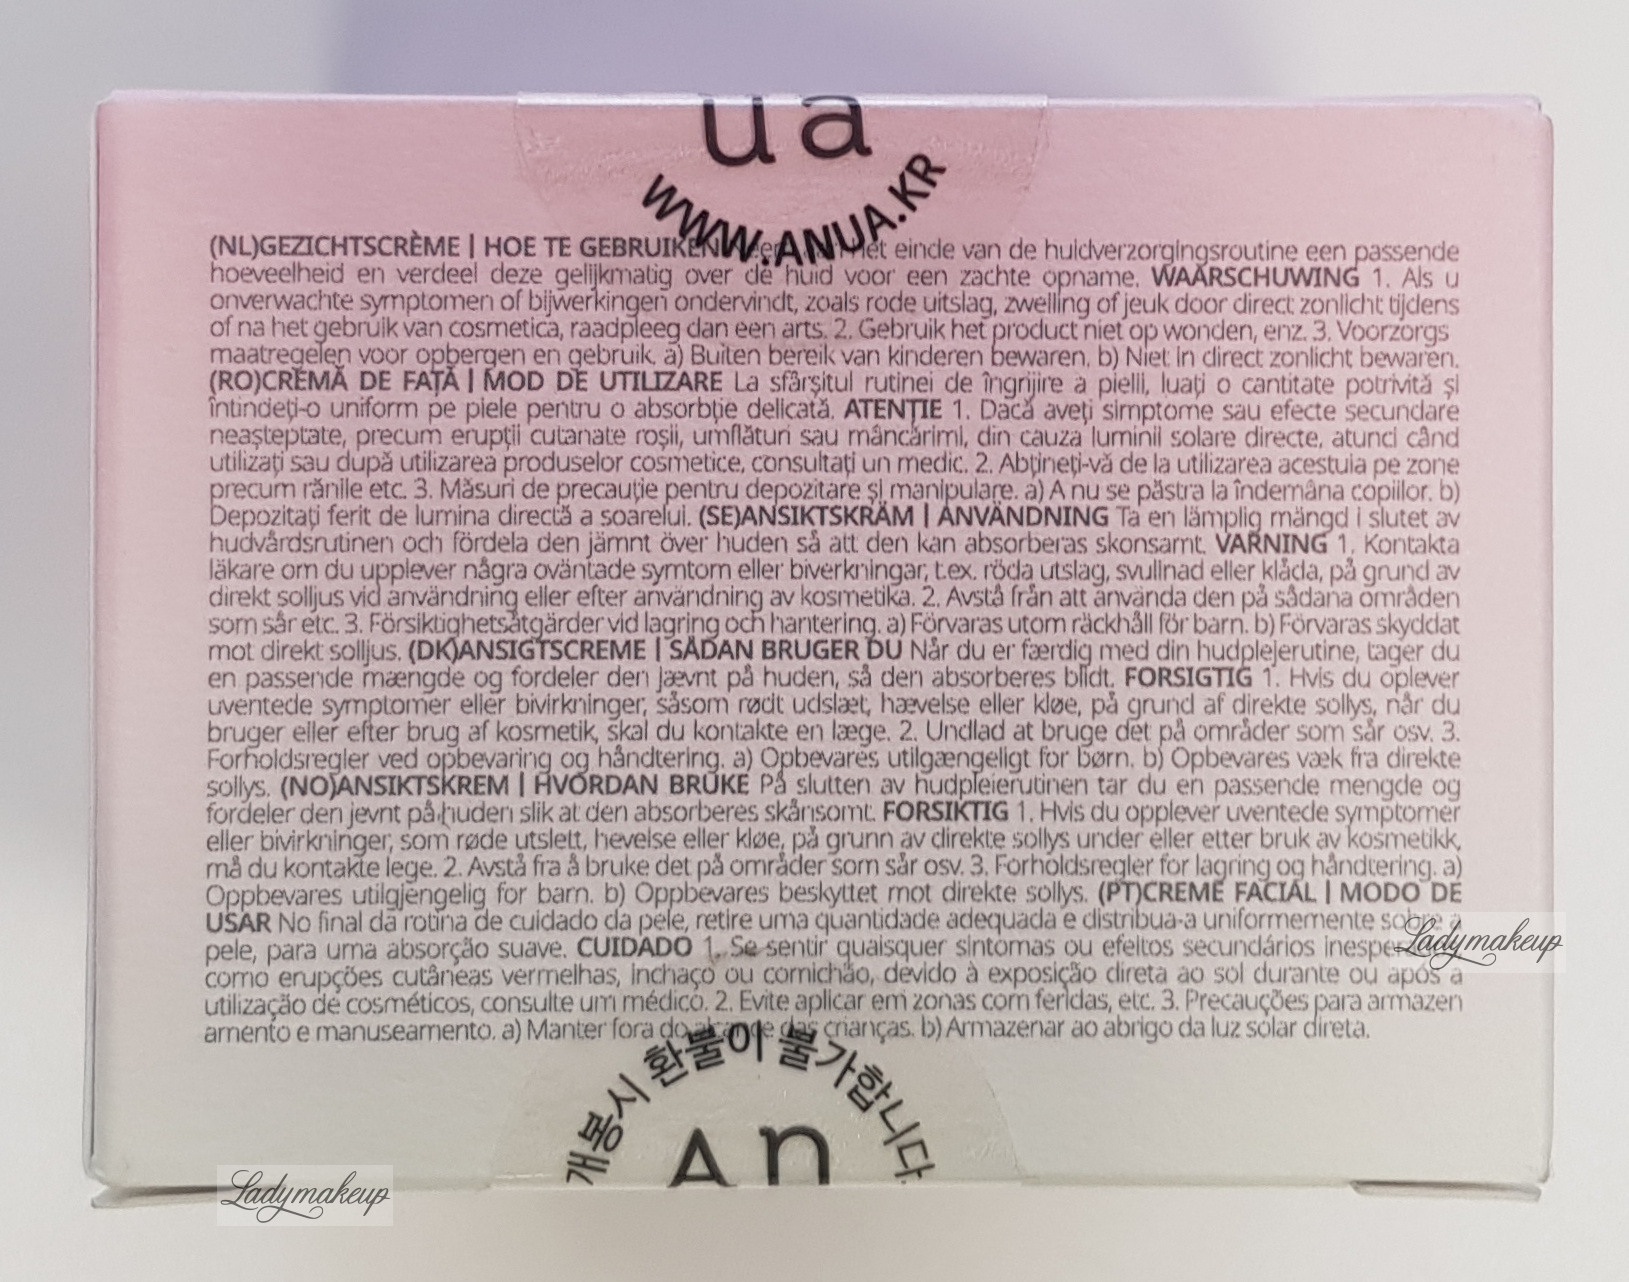 ua
WWW.ANUA.KR
(NL)GEZICHTSCRÈME | HOE TE GEBRUIKEN het einde van de huidverzorgingsroutine een passende
hoeveelheid en verdeel deze gelijkmatig over de huid voor een zachte opname. WAARSCHUWING 1. Als u
onverwachte symptomen of bijwerkingen ondervindt, zoals rode uitslag, zwelling of jeuk door direct zonlicht tijdens
of na het gebruik van cosmetica, raadpleeg dan een arts. 2. Gebruik het product niet op wonden, enz. 3. Voorzorgs
maatregelen voor opbergen en gebruik. a) Buiten bereik van kinderen bewaren. b) Niet in direct zonlicht bewaren.
(RO)CREMĂ DE FAȚĂ | MOD DE UTILIZARE La sfârșitul rutinei de îngrijire a pielii, luați o cantitate potrivită și
întindeți-o uniform pe piele pentru o absorbție delicată. ATENȚIE 1. Dacă aveți simptome sau efecte secundare
neașteptate, precum erupții cutanate roșii, umflături sau mâncărimi, din cauza luminii solare directe, atunci când
utilizați sau după utilizarea produselor cosmetice, consultați un medic. 2. Abțineți-vă de la utilizarea acestuia pe zone
precum rănile etc. 3. Măsuri de precauție pentru depozitare și manipulare. a) A nu se păstra la îndemâna copiilor. b)
Depozitați ferit de lumina directă a soarelui. (SE)ANSIKTSKRÄM | ANVÄNDNING Ta en lämplig mängd i slutet av
hudvårdsrutinen och fördela den jämnt över huden så att den kan absorberas skonsamt. VARNING 1. Kontakta
läkare om du upplever några oväntade symtom eller biverkningar, t.ex. röda utslag, svullnad eller klåda, på grund av
direkt solljus vid användning eller efter användning av kosmetika. 2. Avstå från att använda den på sådana områden
som sår etc. 3. Försiktighetsåtgärder vid lagring och hantering. a) Förvaras utom räckhåll för barn. b) Förvaras skyddat
mot direkt solljus. (DK)ANSIGTSCREME | SÅDAN BRUGER DU Når du er færdig med din hudplejerutine, tager du
en passende mængde og fordeler den jævnt på huden, så den absorberes blidt. FORSIGTIG 1. Hvis du oplever
uventede symptomer eller bivirkninger, såsom rødt udslæt, hævelse eller kløe, på grund af direkte sollys, når du
bruger eller efter brug af kosmetik, skal du kontakte en læge. 2. Undlad at bruge det på områder som sår osv. 3.
Forholdsregler ved opbevaring og håndtering. a) Opbevares utilgængeligt for børn. b) Opbevares væk fra direkte
sollys. (NO)ANSIKTSKREM | HVORDAN BRUKE På slutten av hudpleierutinen tar du en passende mengde og
fordeler den jevnt på huden slik at den absorberes skånsomt. FORSIKTIG 1. Hvis du opplever uventede symptomer
eller bivirkninger, som røde utslett, hevelse eller kløe, på grunn av direkte sollys under eller etter bruk av kosmetikk,
må du kontakte lege. 2. Avstå fra å bruke det på områder som sår osv. 3. Forholdsregler for lagring og håndtering. a)
Oppbevares utilgjengelig for barn. b) Oppbevares beskyttet mot direkte sollys. (PT)CREME FACIAL | MODO DE
USAR No final da rotina de cuidado da pele, retire uma quantidade adequada e distribua-a uniformemente sobre a
pele, para uma absorção suave. CUIDADO 1. Se sentir quaisquer sintomas ou efeitos secundários
como erupções cutâneas vermelhas, inchaço ou comichão, devido à exposição direta ao sol durante ou após a
utilização de cosméticos, consulte um médico. 2. Evite aplicar em zonas com feridas, etc. 3. Precauções para armazen
amento e manuseamento. a) Manter fora do alcance das crianças. b) Armazenar ao abrigo da luz solar direta.
Ladymakeup
개봉시 환불이 불가합니다.
An
Ladymakeup